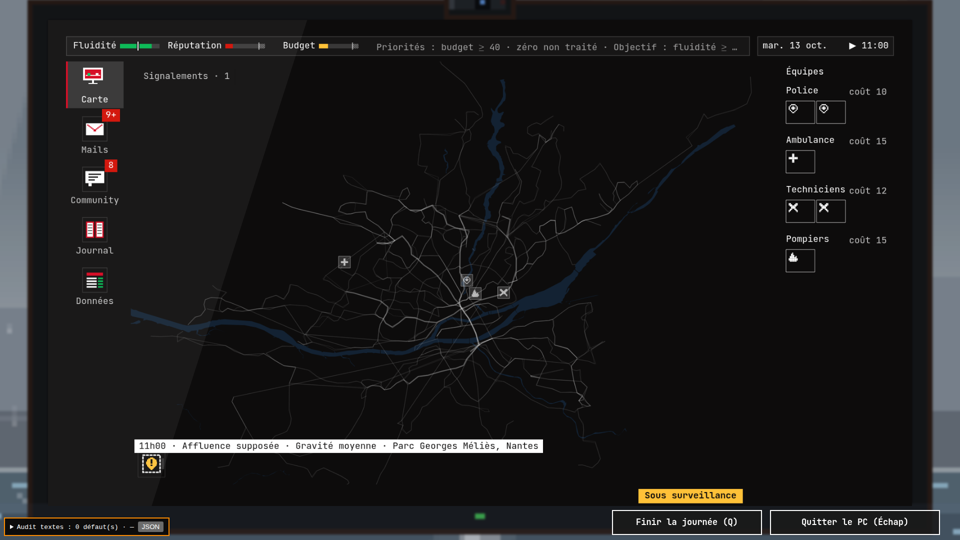 Fluidité Réputation Budget Priorités : budget ≥ 40 · zéro non traité · Objectif : fluidité ≥ … mar. 13 oct. ▶ 11:00
Signalements · 1
Carte
9+
Mails
8
Community
Journal
Données
Équipes
Police coût 10
Ambulance coût 15
Techniciens coût 12
Pompiers coût 15
11h00 · Affluence supposée · Gravité moyenne · Parc Georges Méliès, Nantes
Sous surveillance
Finir la journée (Q) Quitter le PC (Échap)
▶ Audit textes : 0 défaut(s) · — JSON